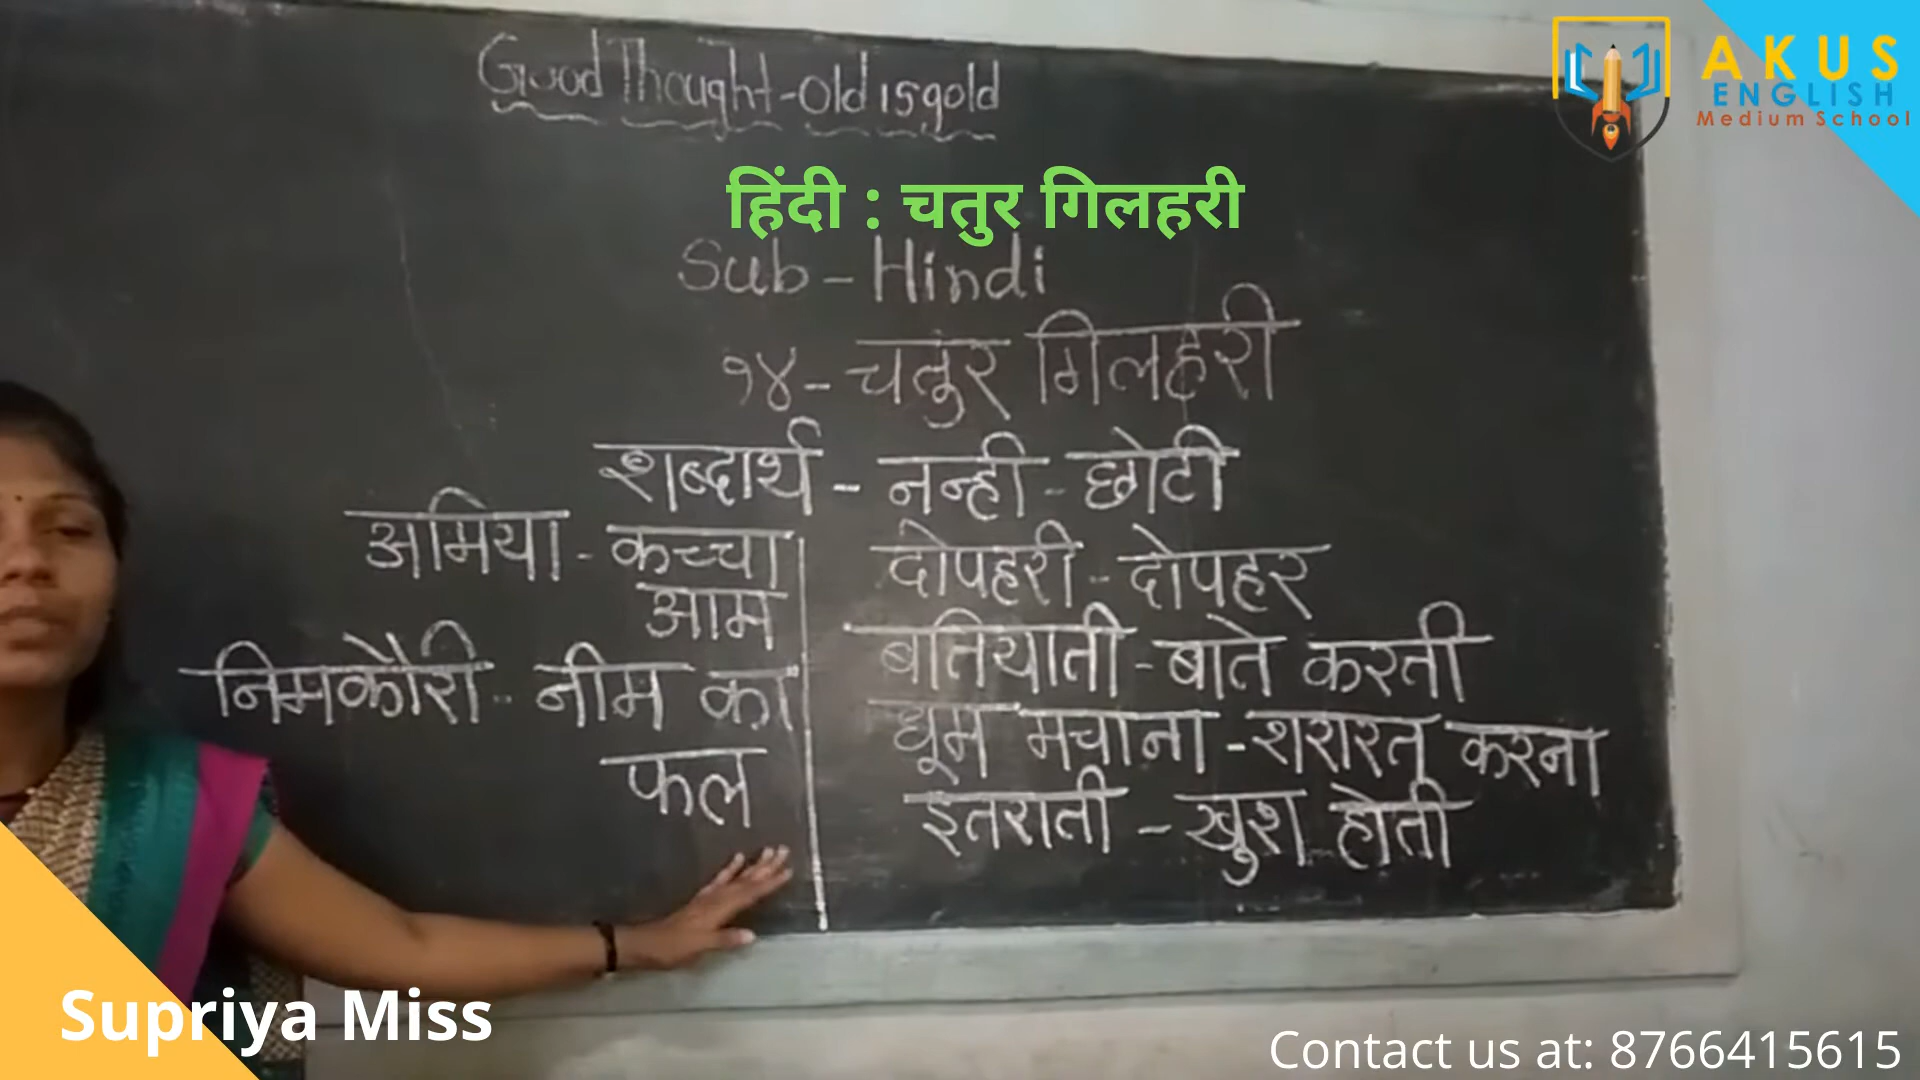 Good Thought-old is gold
AKUS
ENGLISH
Medium School
हिंदी : चतुर गिलहरी
Sub-Hindi
१४-चतुर गिलहरी
शब्दार्थ - नन्ही - छोटी
अमिया - कच्चा
आम
निमकौरी - नीम का
फल
दोपहरी - दोपहर
बतियाती - बाते करती
धूम मचाना - शरारत करना
इतराती - खुश होती
Supriya Miss
Contact us at: 8766415615